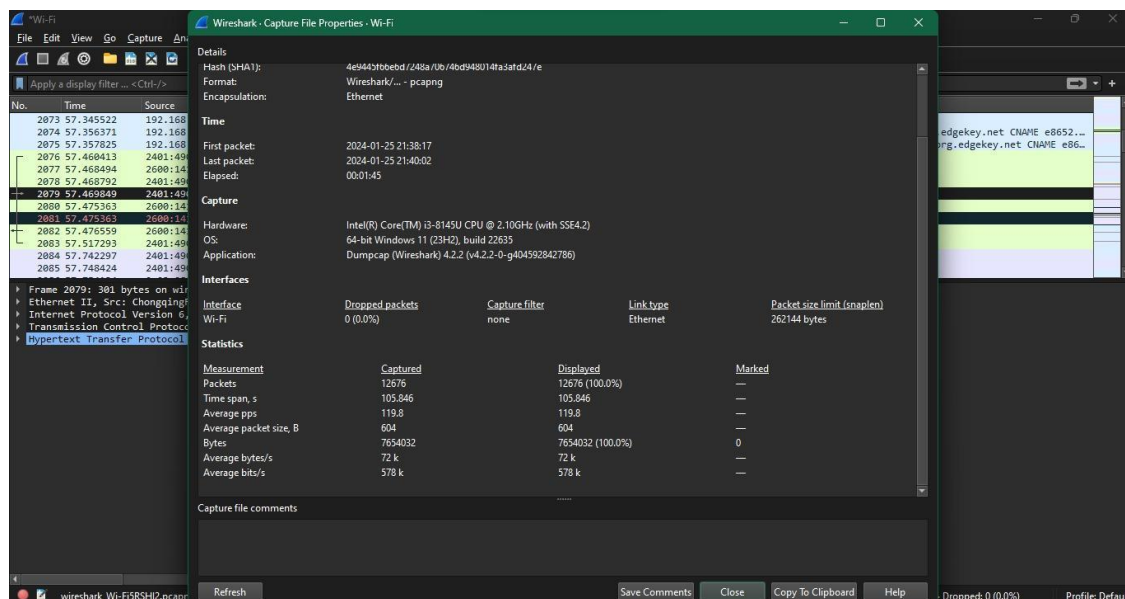 *Wi-Fi
File Edit View Go Capture An
Apply a display filter ... <Ctrl-/>
No. Time Source
2073 57.345522 192.168
2074 57.356371 192.168
2075 57.357825 192.168
2076 57.460413 2401:49
2077 57.468494 2600:14
2078 57.468792 2401:49
2079 57.469849 2401:49
2080 57.475363 2600:14
2081 57.475363 2600:14
2082 57.476559 2600:14
2083 57.517293 2401:49
2084 57.742297 2401:49
2085 57.748424 2401:49
.edgekey.net CNAME e8652....
org.edgekey.net CNAME e86...
Frame 2079: 301 bytes on wir
Ethernet II, Src: Chongqing
Internet Protocol Version 6,
Transmission Control Protoco
Hypertext Transfer Protocol
Wireshark · Capture File Properties · Wi-Fi
Details
Hash (SHA1):
Format: Wireshark/... - pcapng
Encapsulation: Ethernet
Time
First packet: 2024-01-25 21:38:17
Last packet: 2024-01-25 21:40:02
Elapsed: 00:01:45
Capture
Hardware: Intel(R) Core(TM) i3-8145U CPU @ 2.10GHz (with SSE4.2)
OS: 64-bit Windows 11 (23H2), build 22635
Application: Dumpcap (Wireshark) 4.2.2 (v4.2.2-0-g404592842786)
Interfaces
Interface Dropped packets Capture filter Link type Packet size limit (snaplen)
Wi-Fi 0 (0.0%) none Ethernet 262144 bytes
Statistics
Measurement Captured Displayed Marked
Packets 12676 12676 (100.0%) —
Time span, s 105.846 105.846 —
Average pps 119.8 119.8 —
Average packet size, B 604 604 —
Bytes 7654032 7654032 (100.0%) 0
Average bytes/s 72 k 72 k —
Average bits/s 578 k 578 k —
Capture file comments
Refresh Save Comments Close Copy To Clipboard Help
wireshark_Wi-Fi5RSHI2.pcapn
Dropped: 0 (0.0%) Profile: Defau